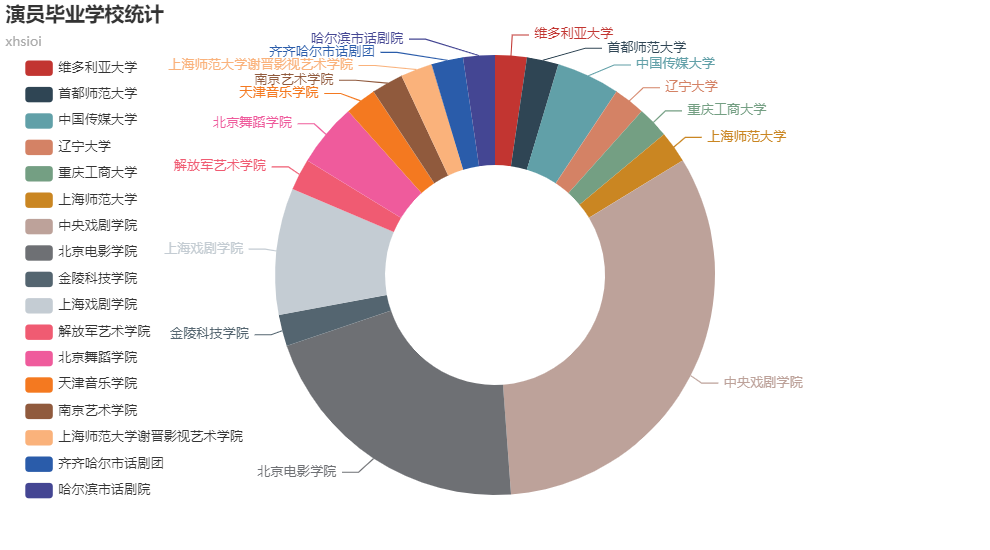 演员毕业学校统计
xhsioi
维多利亚大学
首都师范大学
中国传媒大学
辽宁大学
重庆工商大学
上海师范大学
中央戏剧学院
北京电影学院
金陵科技学院
上海戏剧学院
解放军艺术学院
北京舞蹈学院
天津音乐学院
南京艺术学院
上海师范大学谢晋影视艺术学院
齐齐哈尔市话剧团
哈尔滨市话剧院
维多利亚大学
首都师范大学
中国传媒大学
辽宁大学
重庆工商大学
上海师范大学
中央戏剧学院
北京电影学院
金陵科技学院
上海戏剧学院
解放军艺术学院
北京舞蹈学院
天津音乐学院
南京艺术学院
上海师范大学谢晋影视艺术学院
齐齐哈尔市话剧团
哈尔滨市话剧院